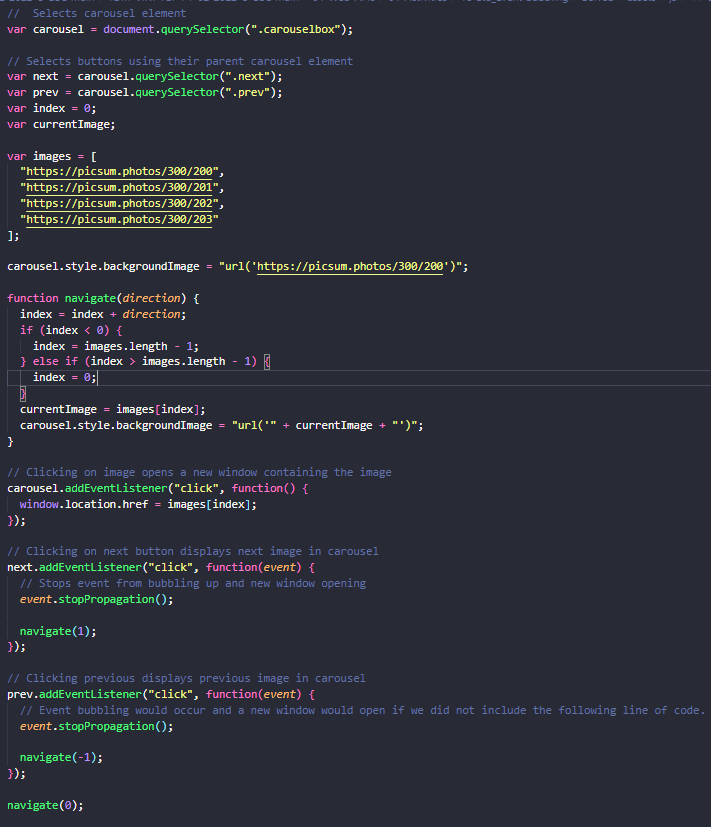 //  Selects carousel element
var carousel = document.querySelector(".carouselbox");

// Selects buttons using their parent carousel element
var next = carousel.querySelector(".next");
var prev = carousel.querySelector(".prev");
var index = 0;
var currentImage;

var images = [
  "https://picsum.photos/300/200",
  "https://picsum.photos/300/201",
  "https://picsum.photos/300/202",
  "https://picsum.photos/300/203"
];

carousel.style.backgroundImage = "url('https://picsum.photos/300/200')";

function navigate(direction) {
  index = index + direction;
  if (index < 0) {
    index = images.length - 1;
  } else if (index > images.length - 1) {
    index = 0;
  }
  currentImage = images[index];
  carousel.style.backgroundImage = "url('" + currentImage + "')";
}

// Clicking on image opens a new window containing the image
carousel.addEventListener("click", function() {
  window.location.href = images[index];
});

// Clicking on next button displays next image in carousel
next.addEventListener("click", function(event) {
  // Stops event from bubbling up and new window opening
  event.stopPropagation();

  navigate(1);
});

// Clicking previous displays previous image in carousel
prev.addEventListener("click", function(event) {
  // Event bubbling would occur and a new window would open if we did not include the following line of code.
  event.stopPropagation();

  navigate(-1);
});

navigate(0);